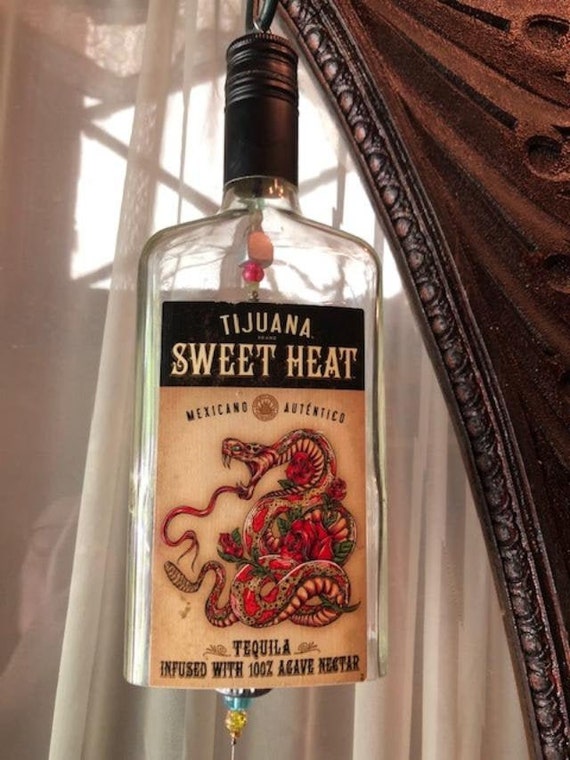 TIJUANA
BRAND
SWEET HEAT
MEXICANO AUTÉNTICO
TEQUILA
INFUSED WITH 100% AGAVE NECTAR